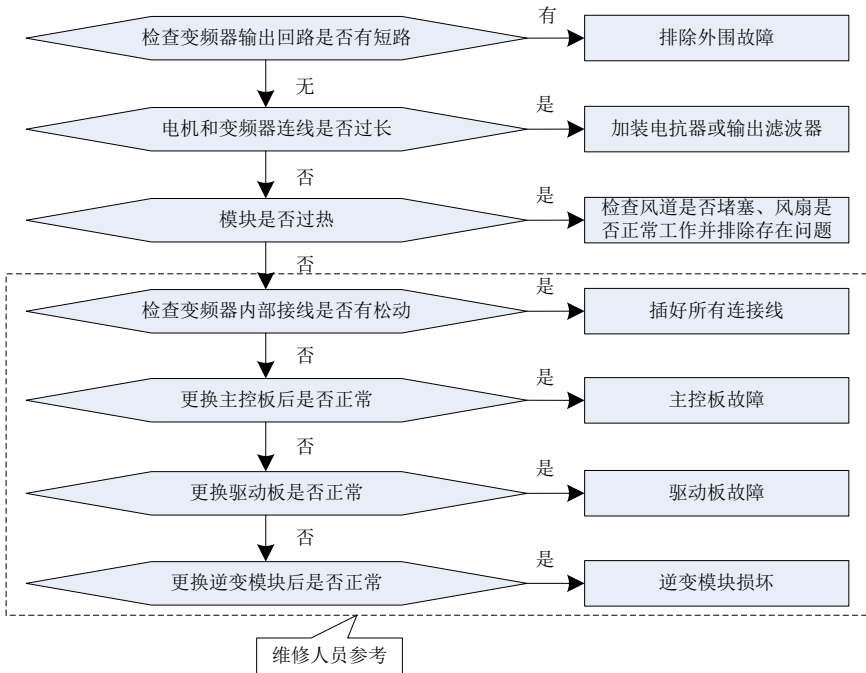 检查变频器输出回路是否有短路
有
排除外围故障
无
电机和变频器连线是否过长
是
加装电抗器或输出滤波器
否
模块是否过热
是
检查风道是否堵塞、风扇是
否正常工作并排除存在问题
否
检查变频器内部接线是否有松动
是
插好所有连接线
否
更换主控板后是否正常
是
主控板故障
否
更换驱动板是否正常
是
驱动板故障
否
更换逆变模块后是否正常
是
逆变模块损坏
维修人员参考